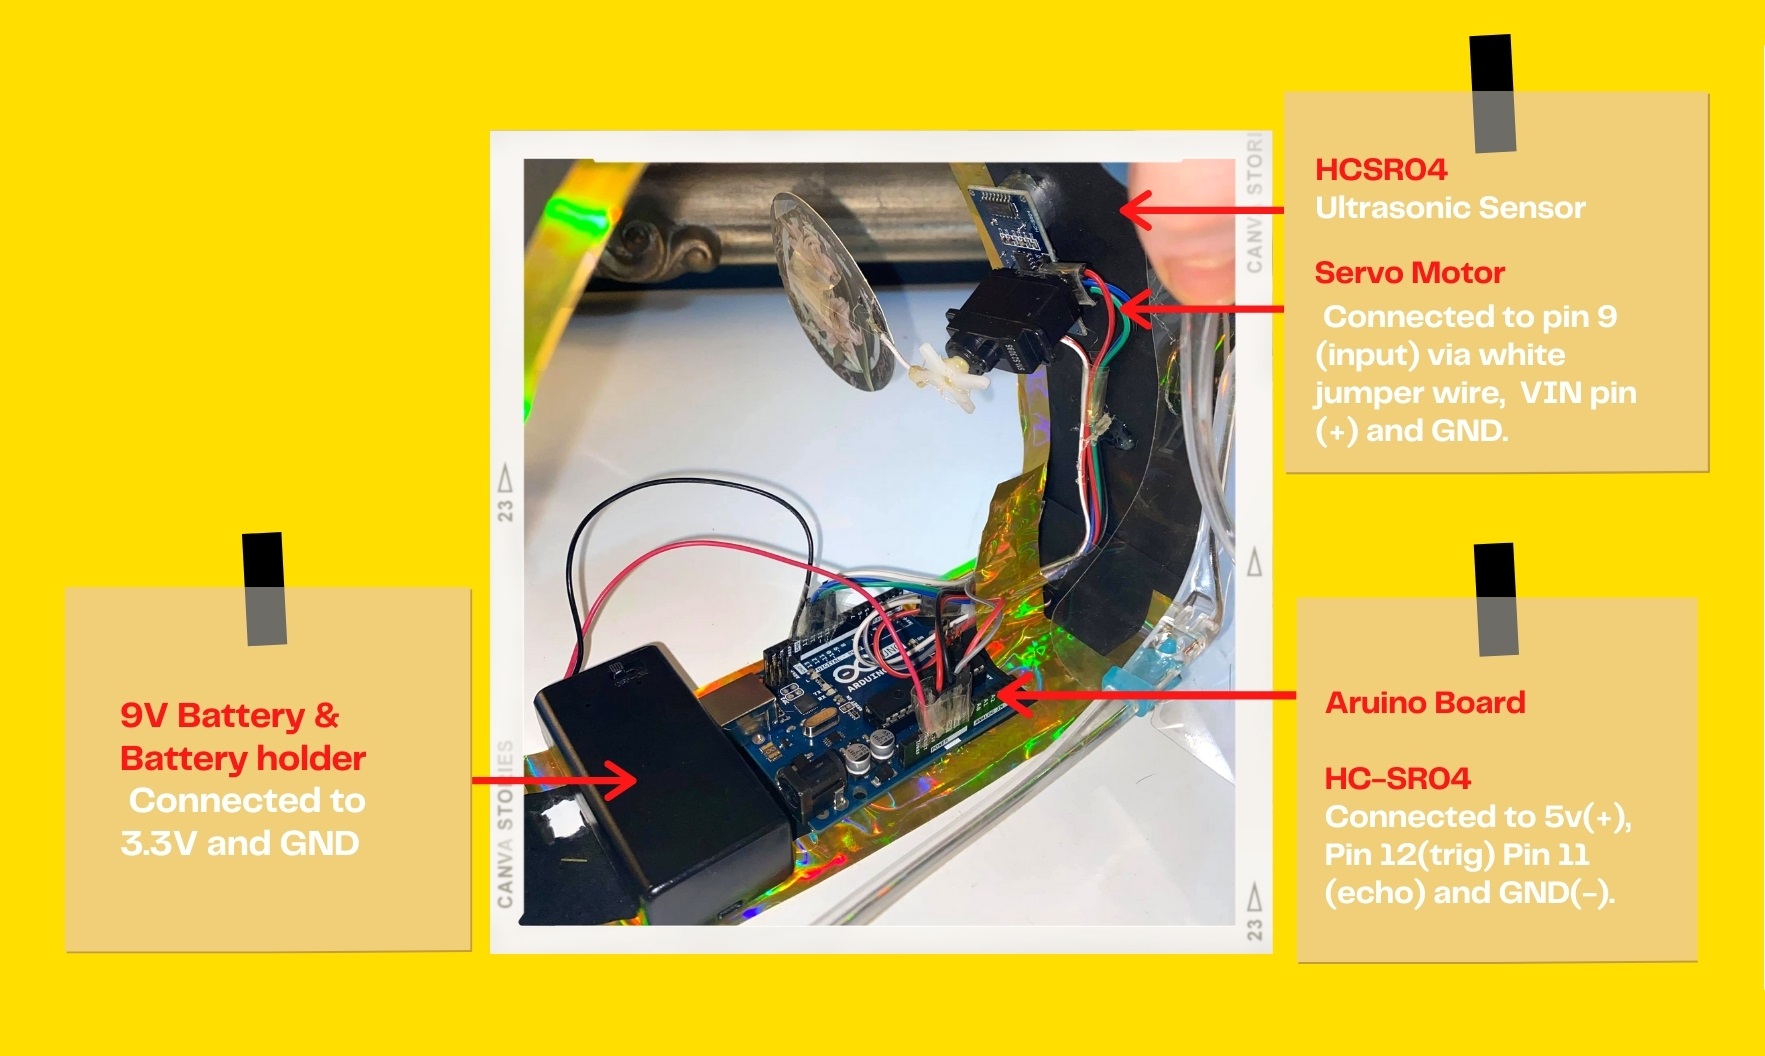 HCSR04
Ultrasonic Sensor
Servo Motor
Connected to pin 9
(input) via white
jumper wire, VIN pin
(+) and GND.
9V Battery &
Battery holder
Connected to
3.3V and GND
Aruino Board
HC-SR04
Connected to 5v(+),
Pin 12(trig) Pin 11
(echo) and GND(-).
CANVA STORI
23
CANVA STORIES
23
ARDUINO